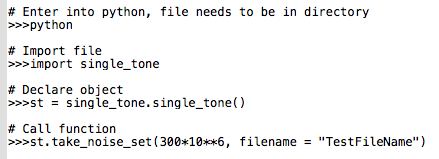 # Enter into python, file needs to be in directory
>>>python
# Import file
>>>import single_tone
# Declare object
>>>st = single_tone.single_tone()
# Call function
>>>st.take_noise_set(300*10**6, filename = "TestFileName")